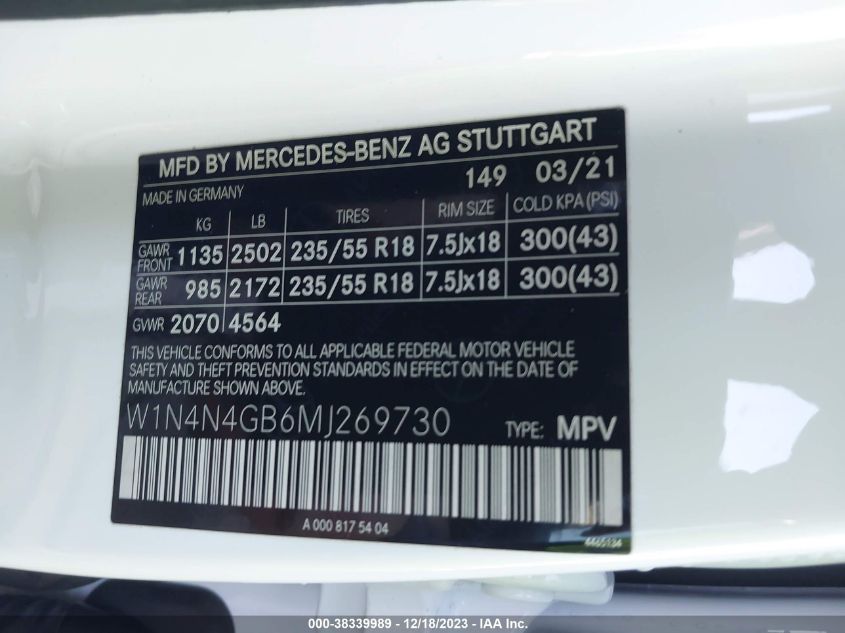 MFD BY MERCEDES-BENZ AG STUTTGART
149 03/21
MADE IN GERMANY
KG LB TIRES RIM SIZE COLD KPA (PSI)
GAWR FRONT 1135 2502 235/55 R18 7.5Jx18 300(43)
GAWR REAR 985 2172 235/55 R18 7.5Jx18 300(43)
GVWR 2070 4564
THIS VEHICLE CONFORMS TO ALL APPLICABLE FEDERAL MOTOR VEHICLE
SAFETY AND THEFT PREVENTION STANDARDS IN EFFECT ON THE DATE OF
MANUFACTURE SHOWN ABOVE.
W1N4N4GB6MJ269730 TYPE: MPV
A 000 817 54 04
4465134
000-38339989 - 12/18/2023 - IAA Inc.